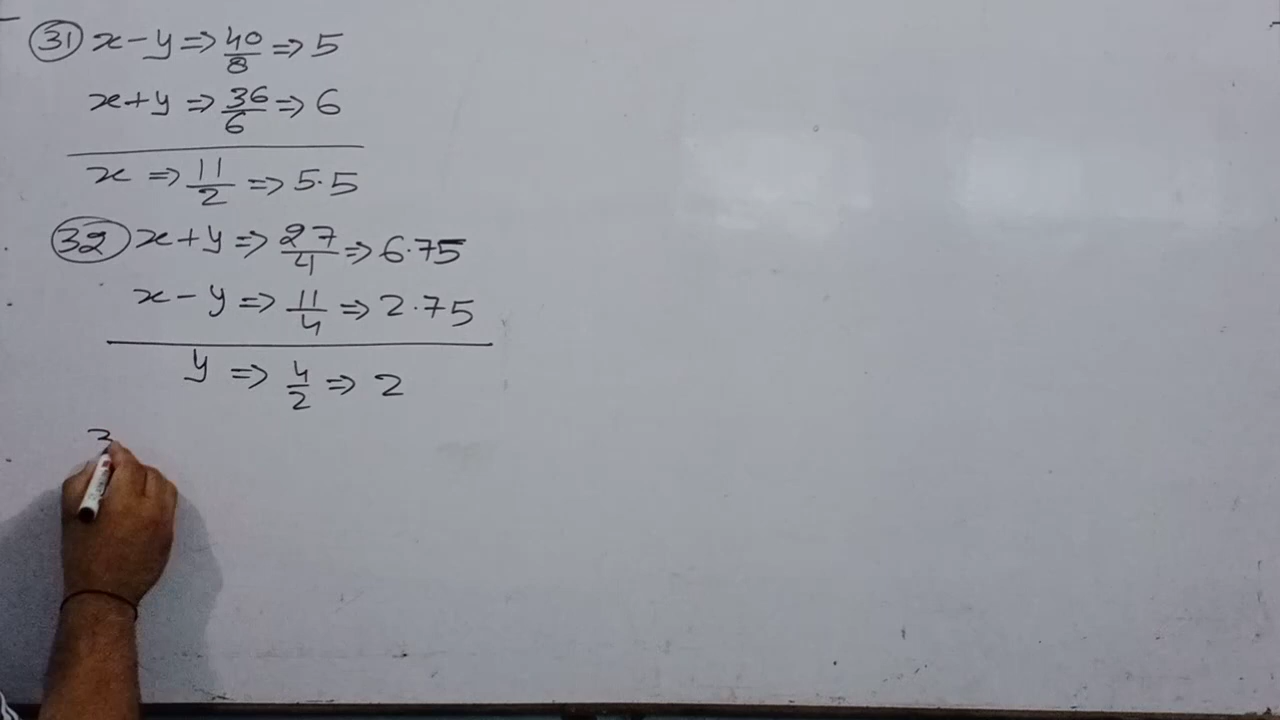 31 x - y => 40/8 => 5
x + y => 36/6 => 6
x => 11/2 => 5.5
32 x + y => 27/4 => 6.75
x - y => 11/4 => 2.75
y => 4/2 => 2
3